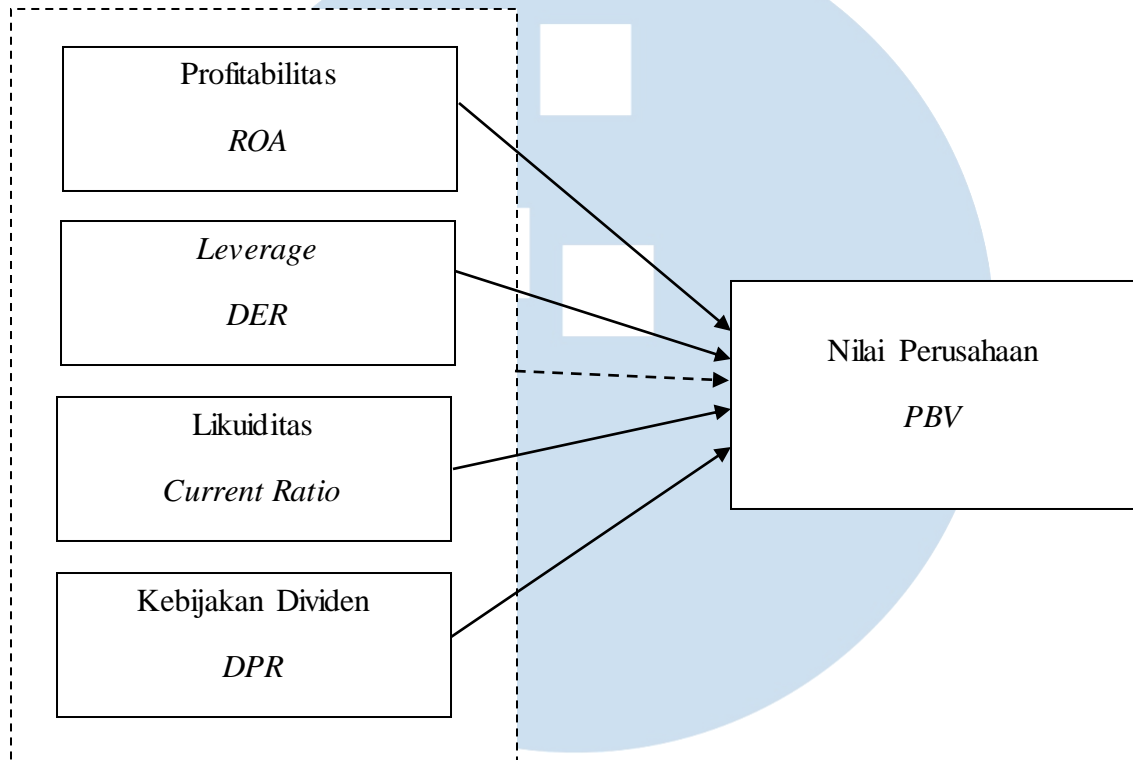 Profitabilitas
ROA
Leverage
DER
Likuiditas
Current Ratio
Kebijakan Dividen
DPR
Nilai Perusahaan
PBV